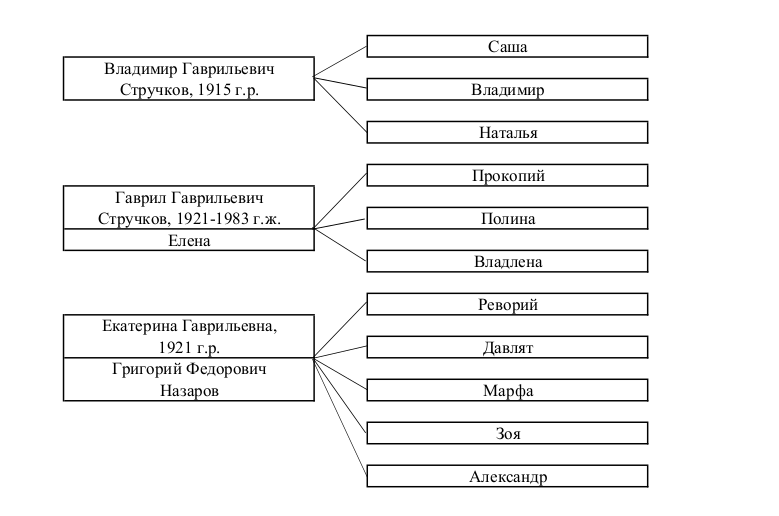 Владимир Гаврильевич
Стручков, 1915 г.р.
Саша
Владимир
Наталья
Гаврил Гаврильевич
Стручков, 1921-1983 г.ж.
Елена
Прокопий
Полина
Владлена
Екатерина Гаврильевна,
1921 г.р.
Григорий Федорович
Назаров
Реворий
Давлят
Марфа
Зоя
Александр